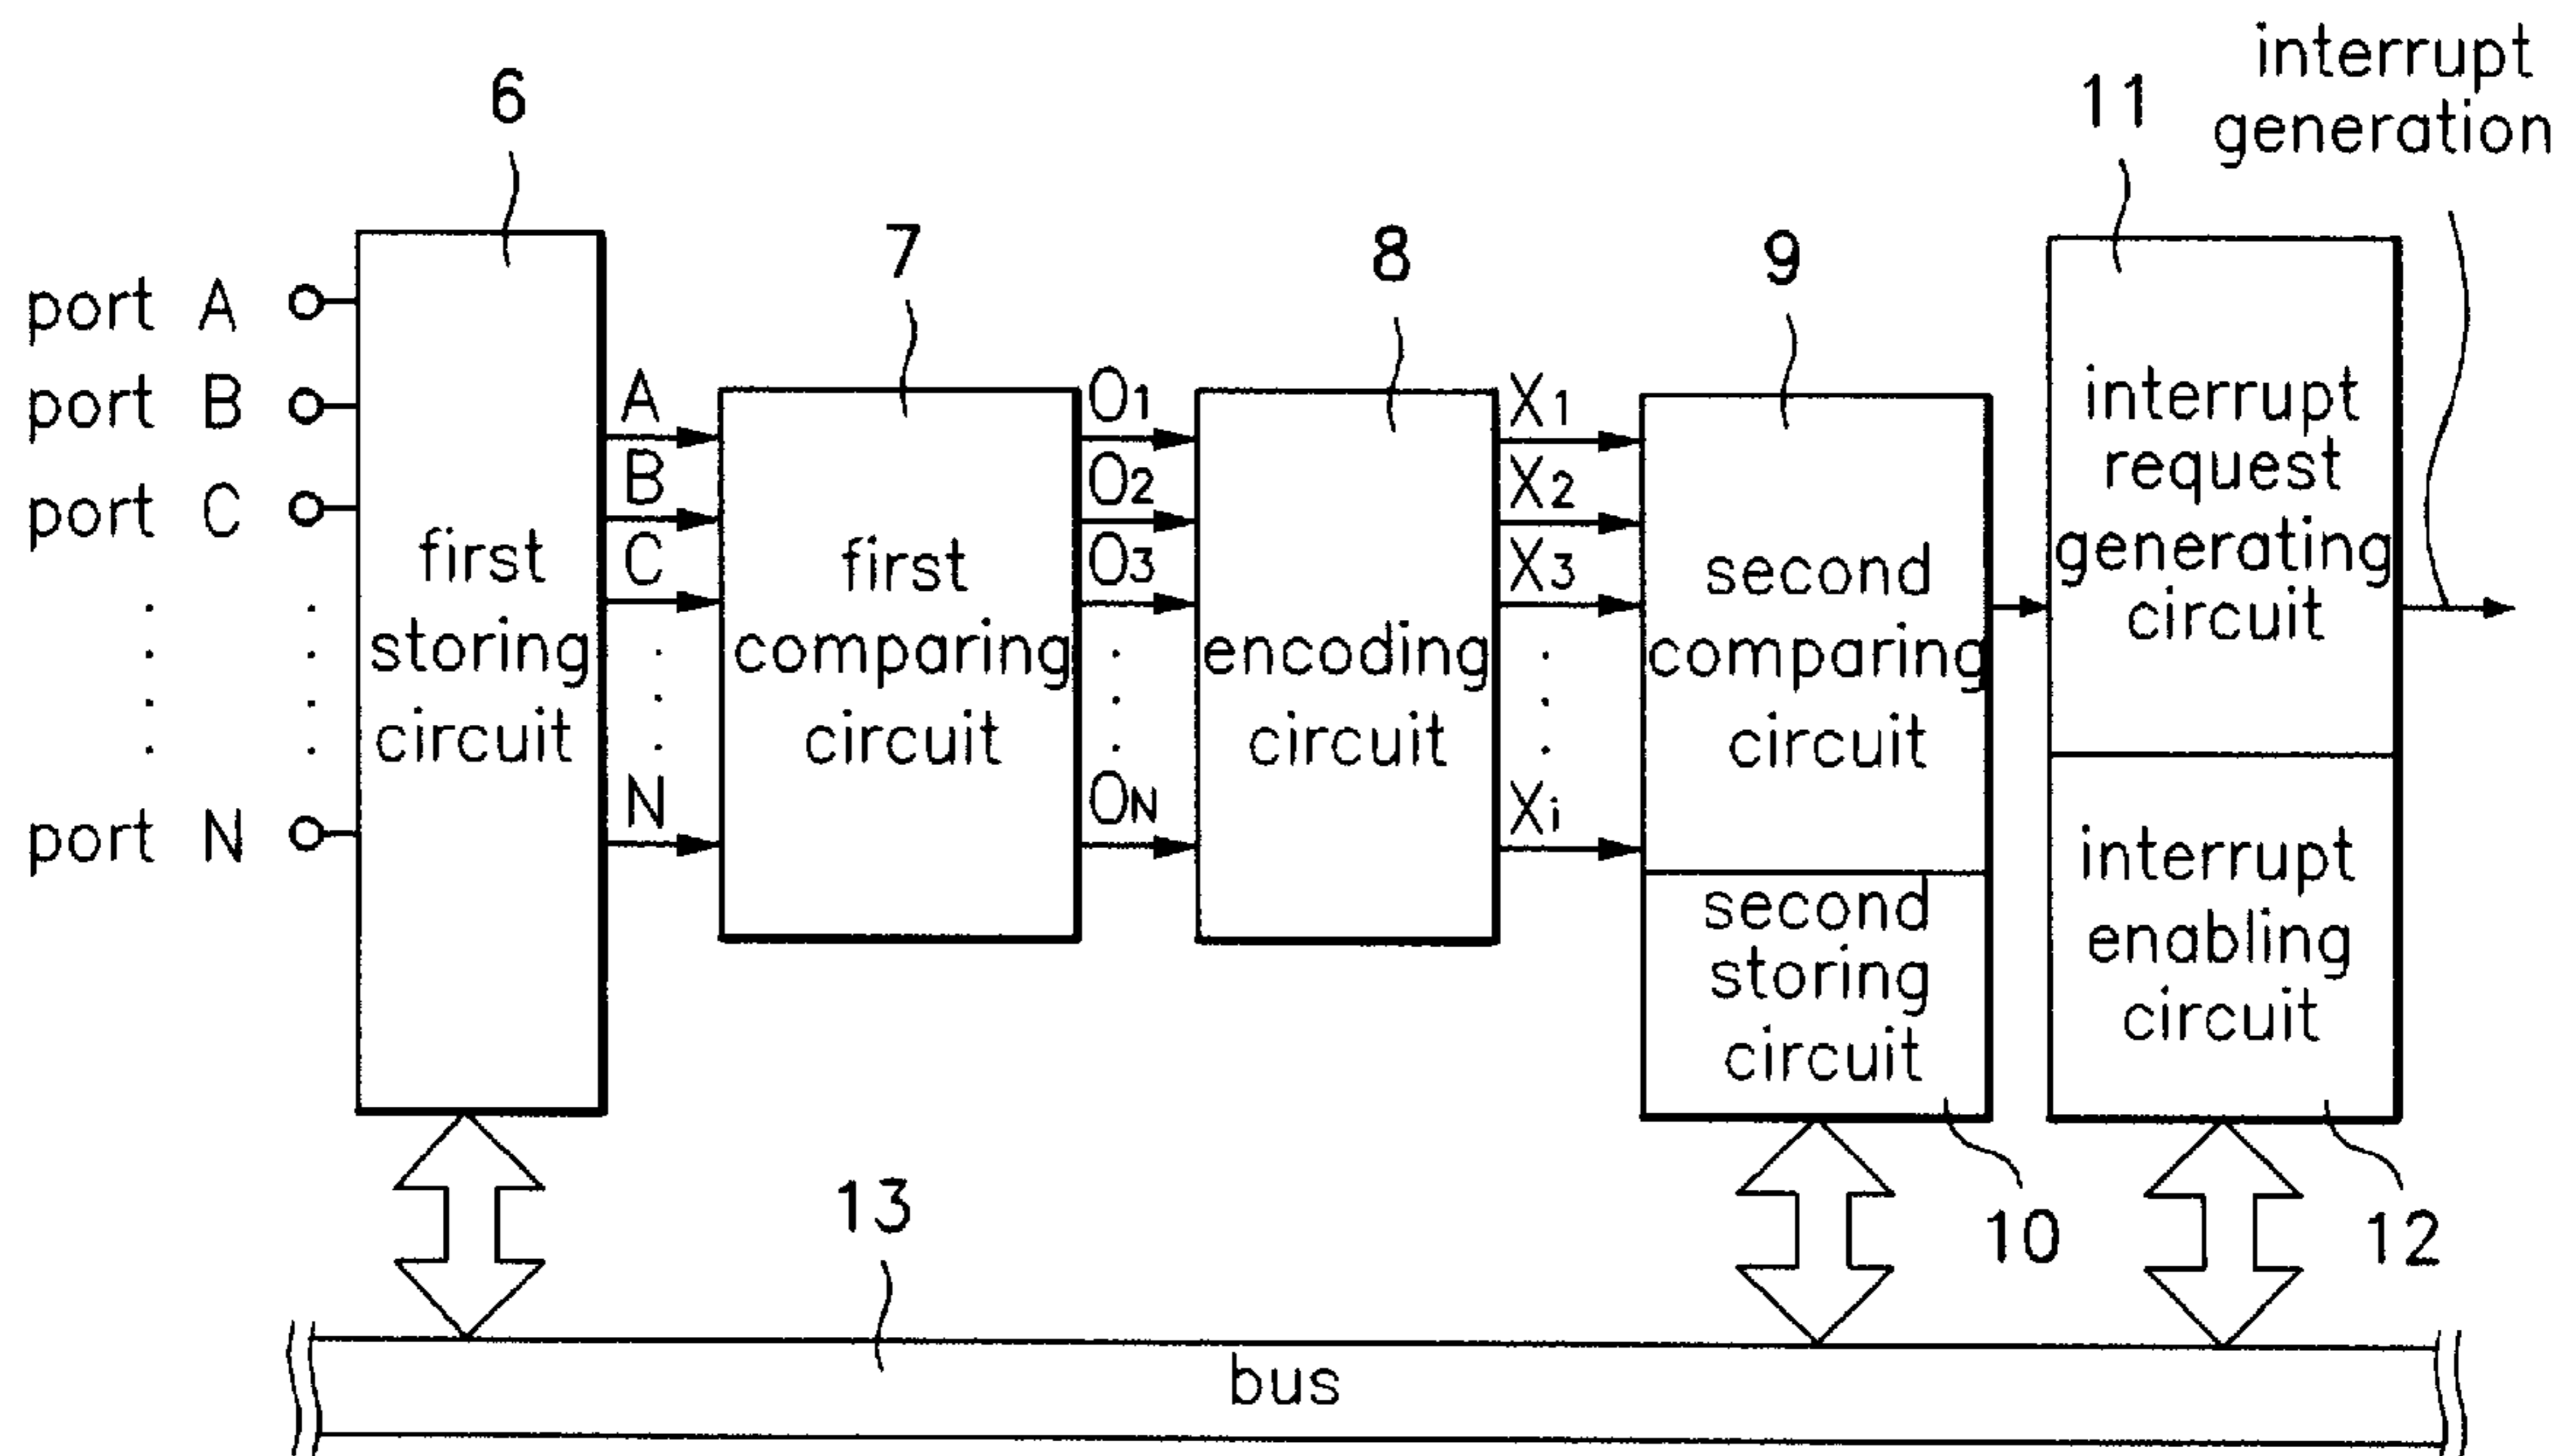 interrupt
generation
6
11
7
8
9
port A
port B
port C
port N
first
storing
circuit
A
B
C
N
first
comparing
circuit
O1
O2
O3
ON
encoding
circuit
X1
X2
X3
Xi
second
comparing
circuit
second
storing
circuit
interrupt
request
generating
circuit
interrupt
enabling
circuit
10
12
13
bus